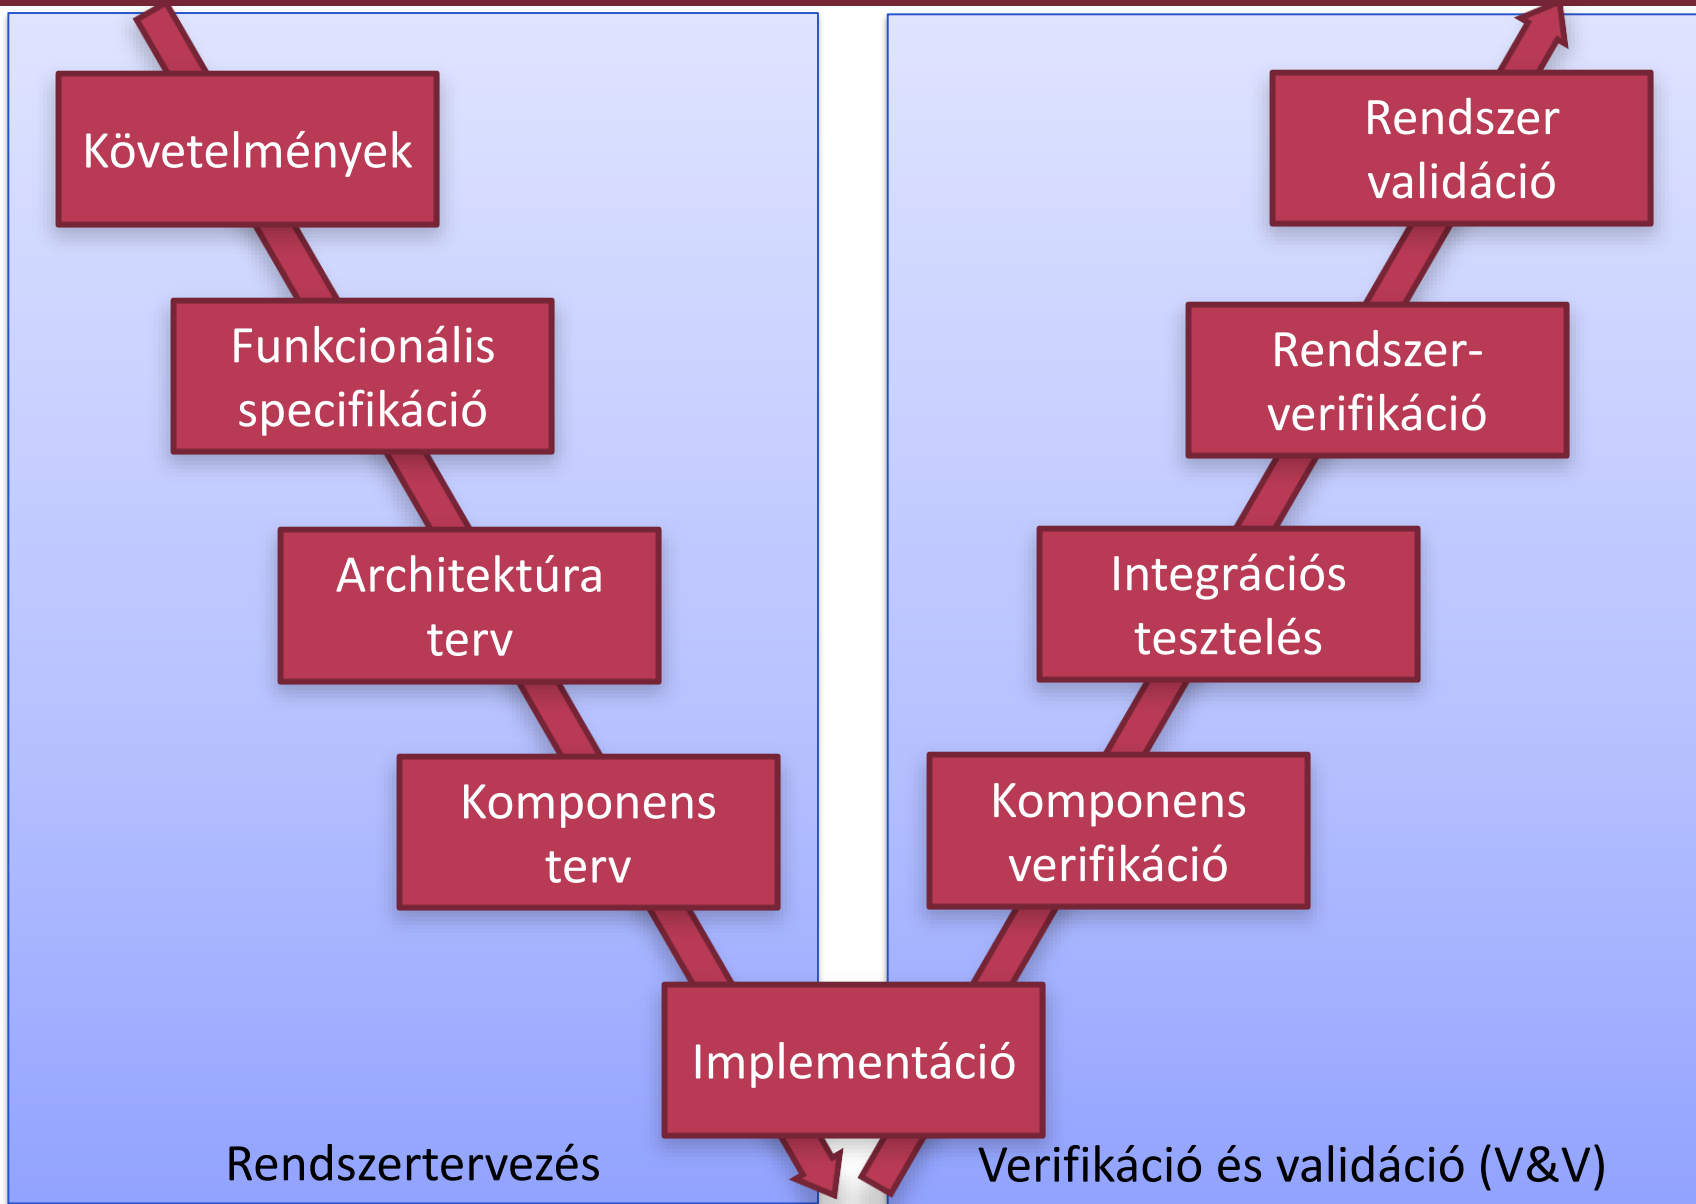 Követelmények
Funkcionális
specifikáció
Architektúra
terv
Komponens
terv
Implementáció
Rendszertervezés
Rendszer
validáció
Rendszer-
verifikáció
Integrációs
tesztelés
Komponens
verifikáció
Verifikáció és validáció (V&V)